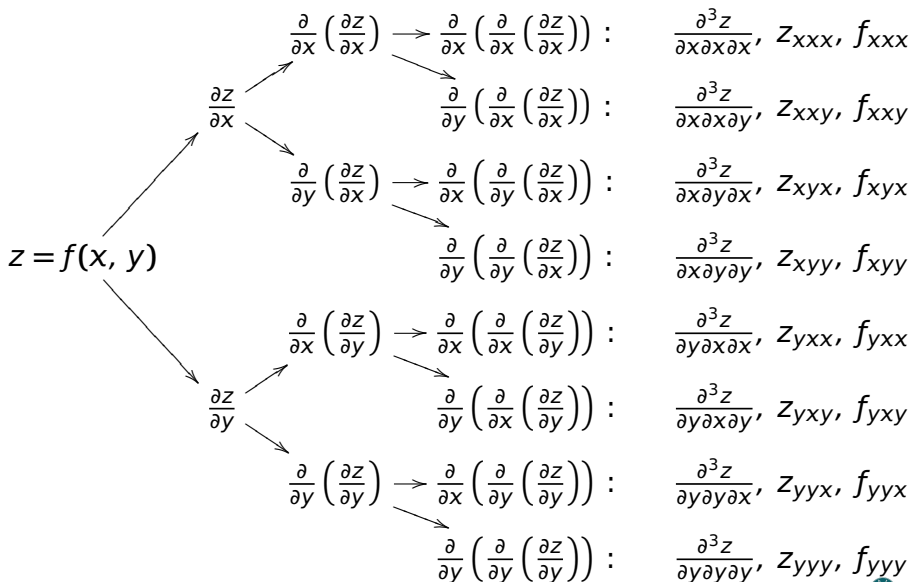 ∂/∂x (∂z/∂x) → ∂/∂x (∂/∂x (∂z/∂x)) : ∂³z/∂x∂x∂x, z_xxx, f_xxx
∂z/∂x ∂/∂y (∂/∂x (∂z/∂x)) : ∂³z/∂x∂x∂y, z_xxy, f_xxy
∂/∂y (∂z/∂x) → ∂/∂x (∂/∂y (∂z/∂x)) : ∂³z/∂x∂y∂x, z_xyx, f_xyx
z = f(x, y) ∂/∂y (∂/∂y (∂z/∂x)) : ∂³z/∂x∂y∂y, z_xyy, f_xyy
∂/∂x (∂z/∂y) → ∂/∂x (∂/∂x (∂z/∂y)) : ∂³z/∂y∂x∂x, z_yxx, f_yxx
∂z/∂y ∂/∂y (∂/∂x (∂z/∂y)) : ∂³z/∂y∂x∂y, z_yxy, f_yxy
∂/∂y (∂z/∂y) → ∂/∂x (∂/∂y (∂z/∂y)) : ∂³z/∂y∂y∂x, z_yyx, f_yyx
∂/∂y (∂/∂y (∂z/∂y)) : ∂³z/∂y∂y∂y, z_yyy, f_yyy